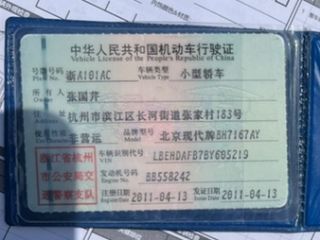 中华人民共和国机动车行驶证
Vehicle License of the People's Republic of China
号牌号码 浙A101AC 车辆类型 小型轿车
Plate No. Vehicle Type
所有人 张国芹
Owner
住址 杭州市滨江区长河街道张家村183号
使用性质 非营运 品牌型号 北京现代牌BH7167AY
浙江省杭州
市公安局交
通警察支队
车辆识别代号 LBEHDAFB7BY605219
VIN
发动机号码 BB558242
Engine No.
注册日期 2011-04-13 发证日期 2011-04-13
Register Date Issue Date